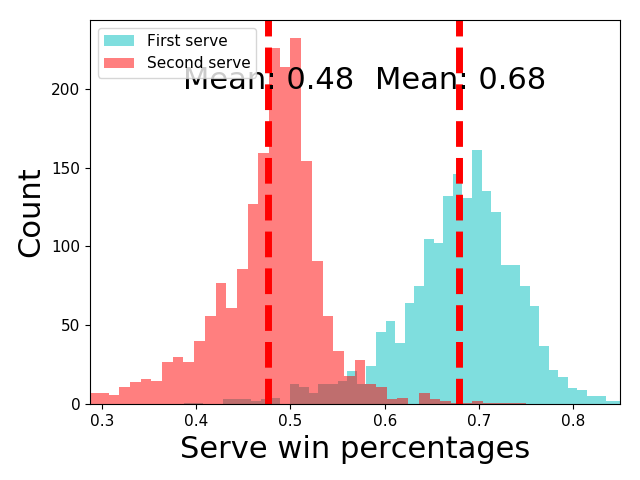 First serve
Second serve
Mean: 0.48
Mean: 0.68
200
150
100
50
0
Count
0.3
0.4
0.5
0.6
0.7
0.8
Serve win percentages